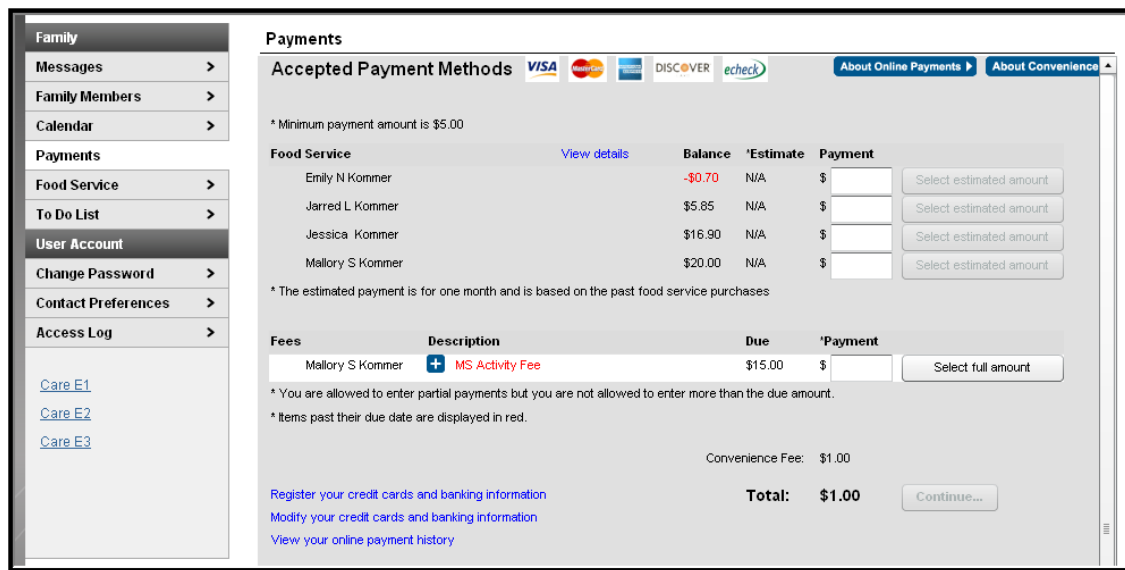 Family
Messages >
Family Members >
Calendar >
Payments
Food Service >
To Do List >
User Account
Change Password >
Contact Preferences >
Access Log >
Care E1
Care E2
Care E3
Payments
Accepted Payment Methods VISA MasterCard DISCOVER echeck About Online Payments About Convenience
* Minimum payment amount is $5.00
Food Service View details Balance *Estimate Payment
Emily N Kommer -$0.70 N/A $ Select estimated amount
Jarred L Kommer $5.85 N/A $ Select estimated amount
Jessica Kommer $16.90 N/A $ Select estimated amount
Mallory S Kommer $20.00 N/A $ Select estimated amount
* The estimated payment is for one month and is based on the past food service purchases
Fees Description Due *Payment
Mallory S Kommer + MS Activity Fee $15.00 $ Select full amount
* You are allowed to enter partial payments but you are not allowed to enter more than the due amount.
* Items past their due date are displayed in red.
Convenience Fee: $1.00
Register your credit cards and banking information Total: $1.00 Continue...
Modify your credit cards and banking information
View your online payment history